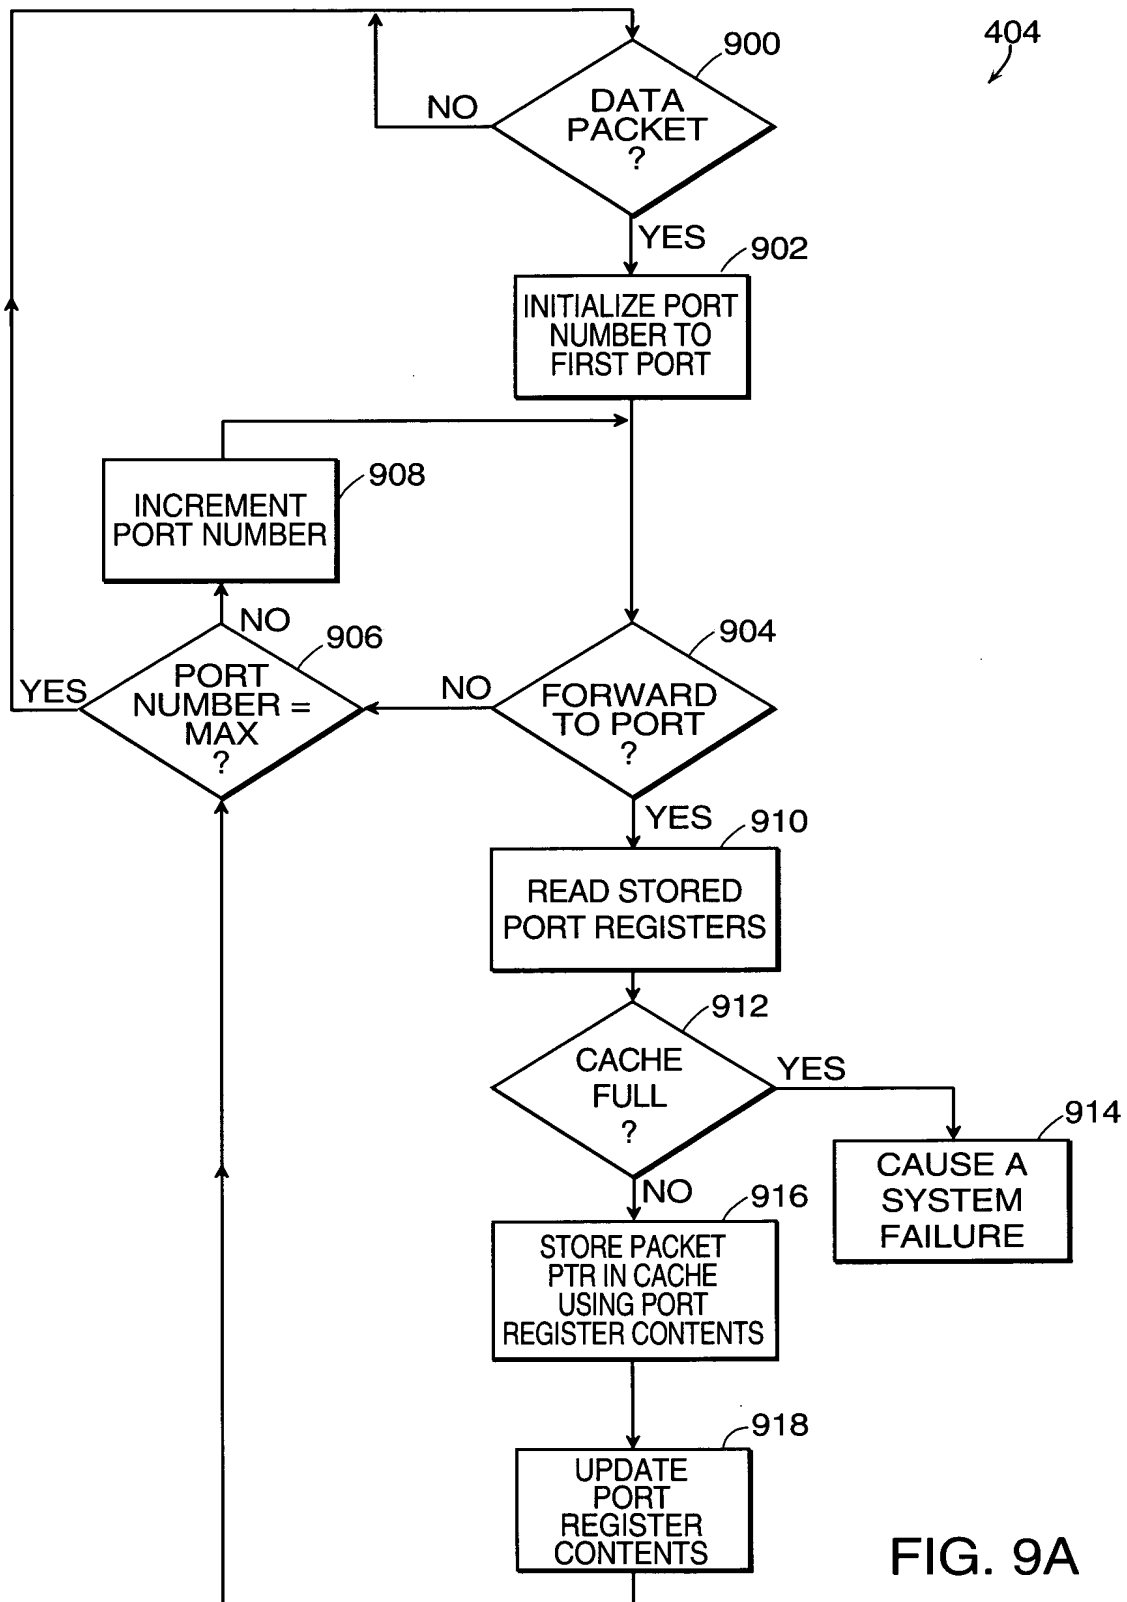 404
900
DATA
PACKET
?
NO
YES
902
INITIALIZE PORT
NUMBER TO
FIRST PORT
908
INCREMENT
PORT NUMBER
NO
906
PORT
NUMBER =
MAX
?
YES
904
NO
FORWARD
TO PORT
?
YES
910
READ STORED
PORT REGISTERS
912
CACHE
FULL
?
YES
914
CAUSE A
SYSTEM
FAILURE
NO
916
STORE PACKET
PTR IN CACHE
USING PORT
REGISTER CONTENTS
918
UPDATE
PORT
REGISTER
CONTENTS
FIG. 9A